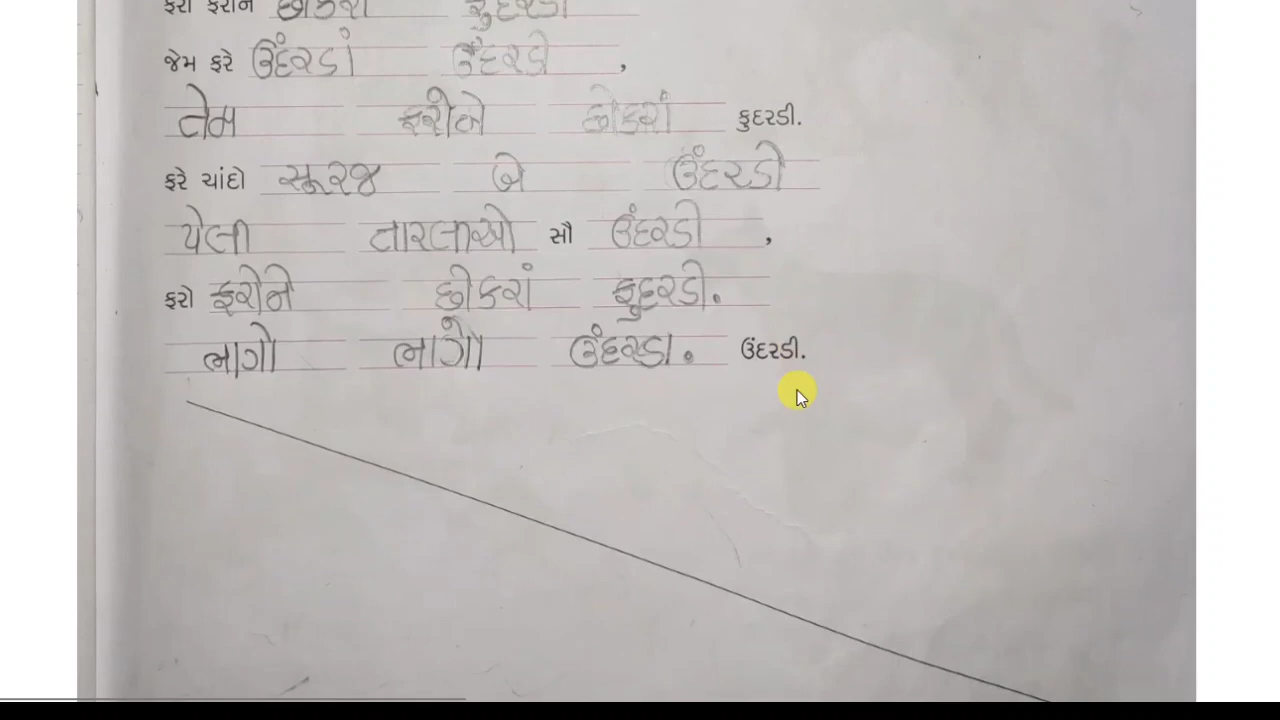 ફરો ફરીને છોકરાં ફુદરડી
જેમ ફરે ઉંદરડાં ઉંદરડી ,
તેમ ફરીને છોકરાં ફુદરડી.
ફરે ચાંદો સૂરજ બે ઉંદરડી
પેલી તારલાઓ સૌ ઉંદરડી ,
ફરો ફરીને છોકરાં ફુદરડી.
ભાગો ભાગો ઉંદરડા. ઉંદરડી.